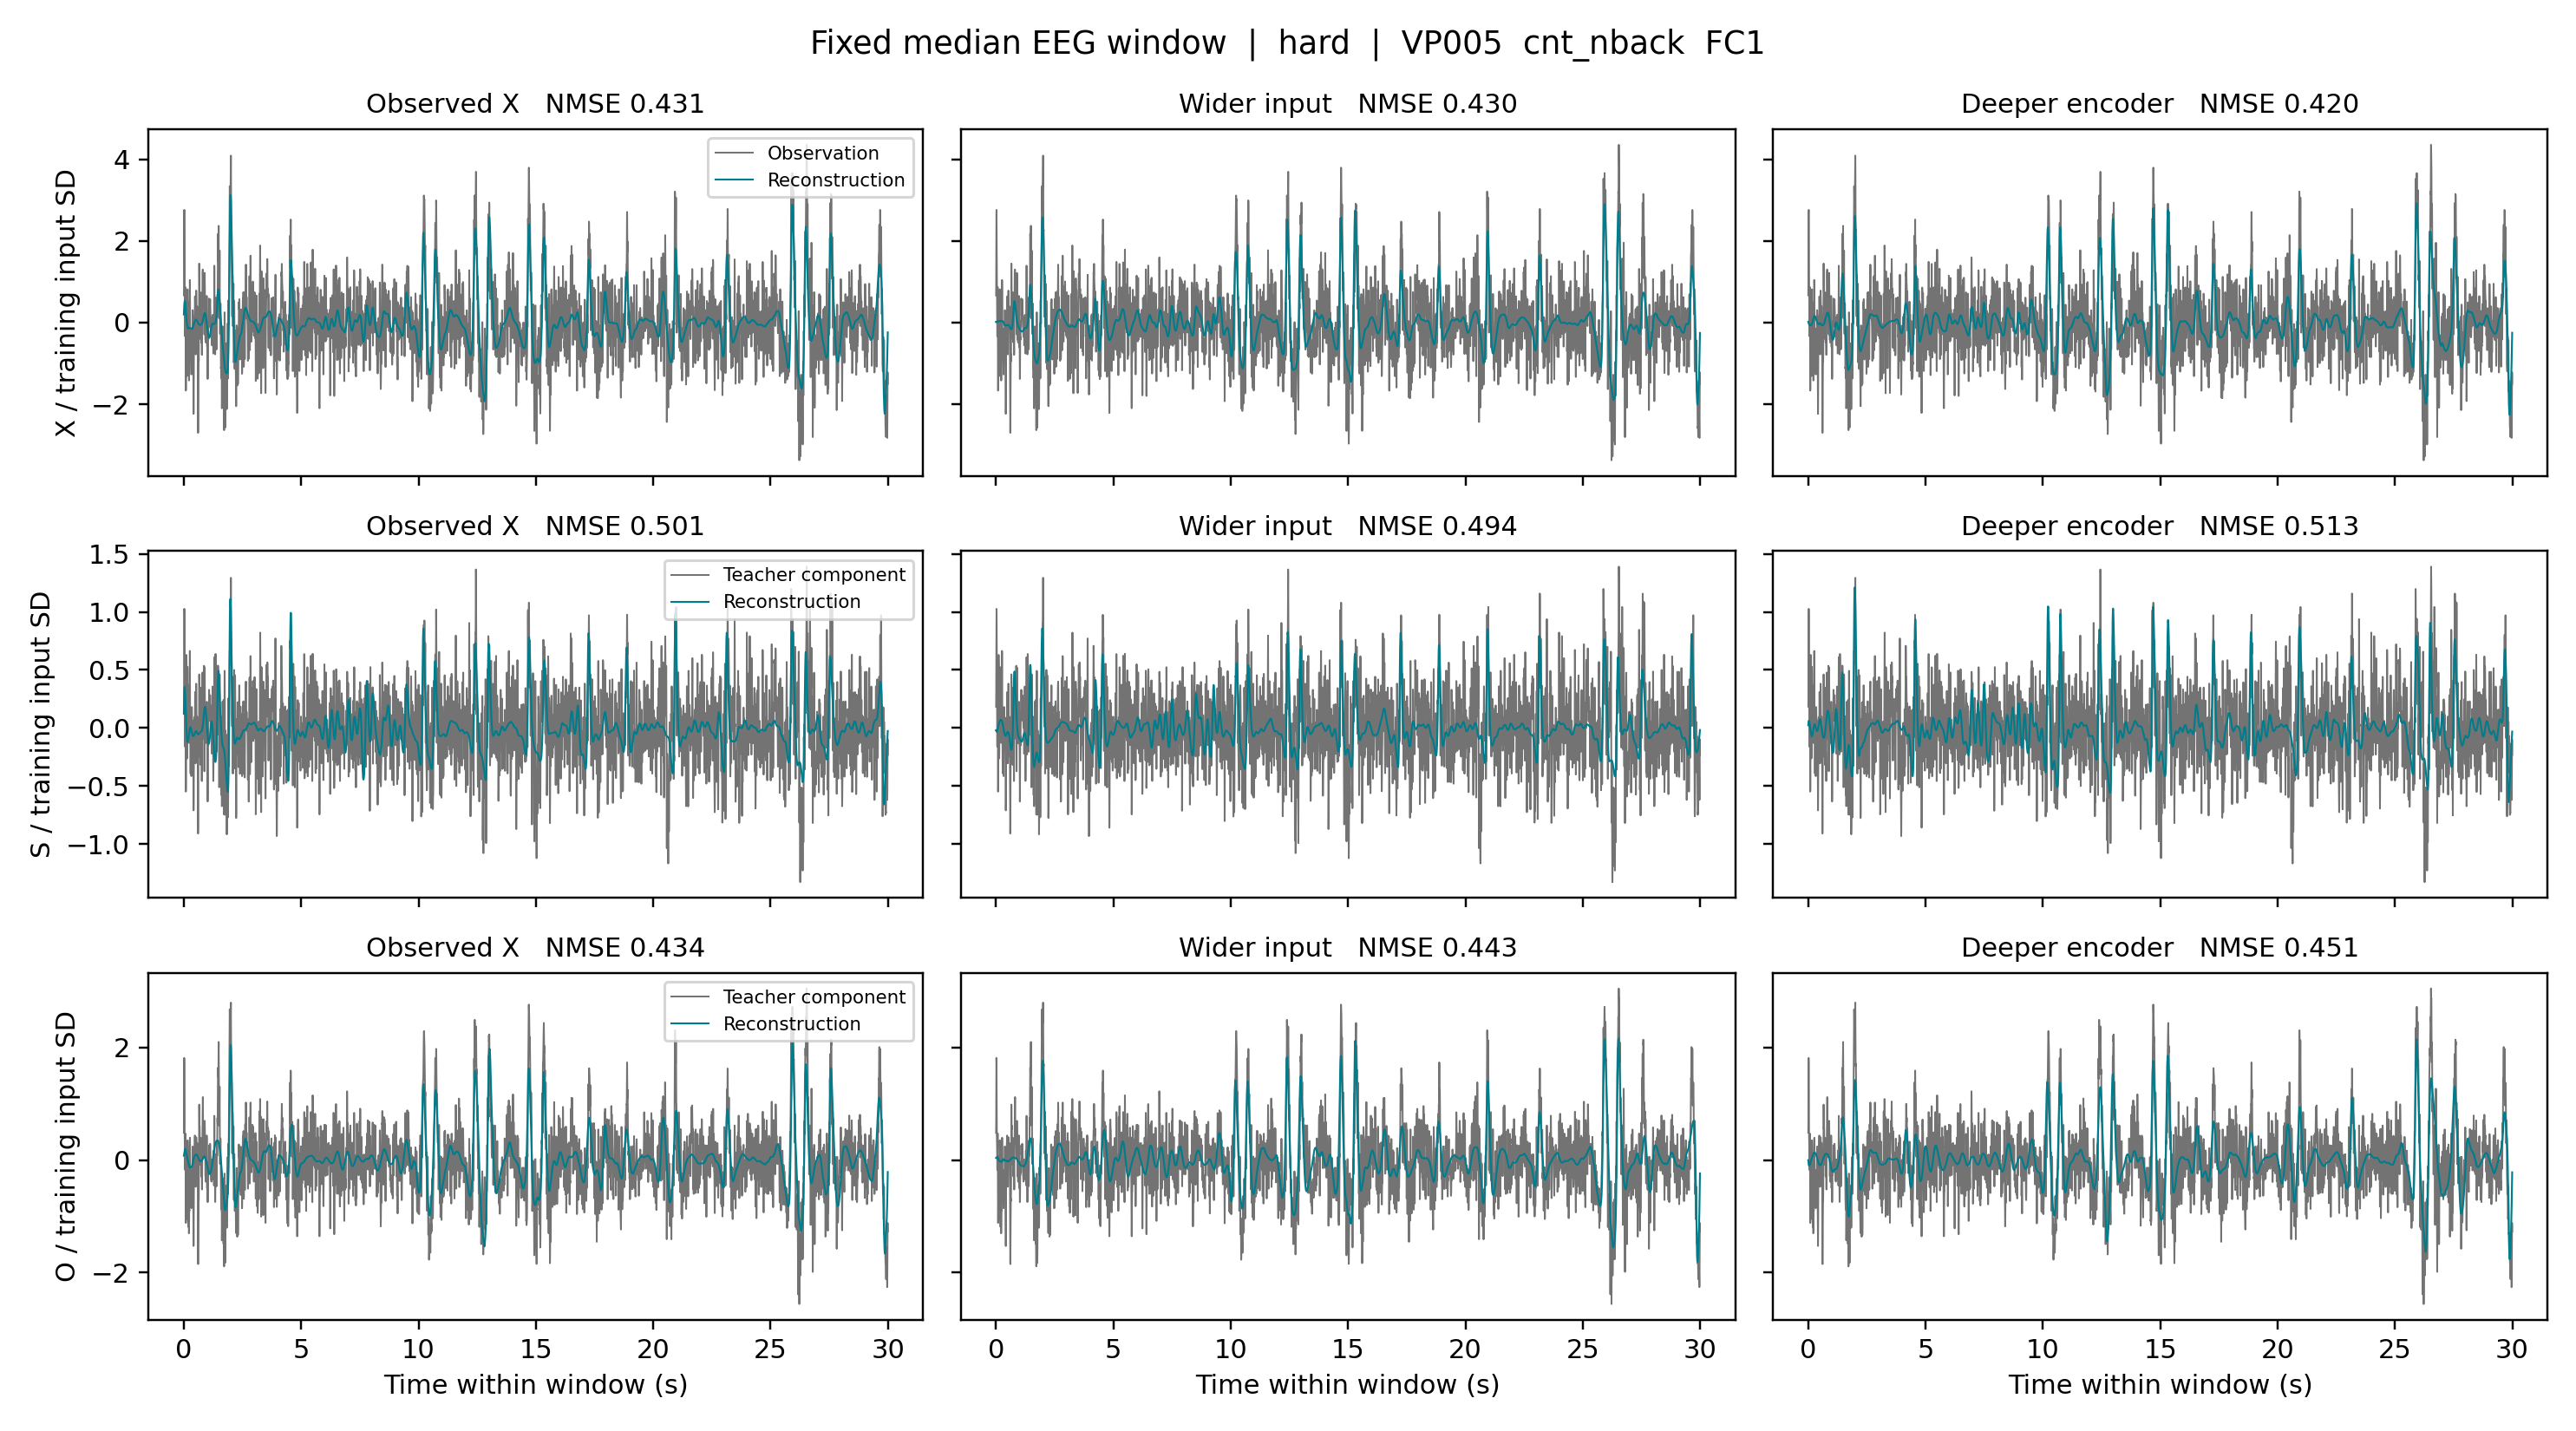 Fixed median EEG window | hard | VP005 cnt_nback FC1
Observed X NMSE 0.431
Wider input NMSE 0.430
Deeper encoder NMSE 0.420
X / training input SD
4
2
0
−2
Observation
Reconstruction
Observed X NMSE 0.501
Wider input NMSE 0.494
Deeper encoder NMSE 0.513
S / training input SD
1.5
1.0
0.5
0.0
−0.5
−1.0
Teacher component
Reconstruction
Observed X NMSE 0.434
Wider input NMSE 0.443
Deeper encoder NMSE 0.451
O / training input SD
2
0
−2
Teacher component
Reconstruction
0 5 10 15 20 25 30
0 5 10 15 20 25 30
0 5 10 15 20 25 30
Time within window (s)
Time within window (s)
Time within window (s)